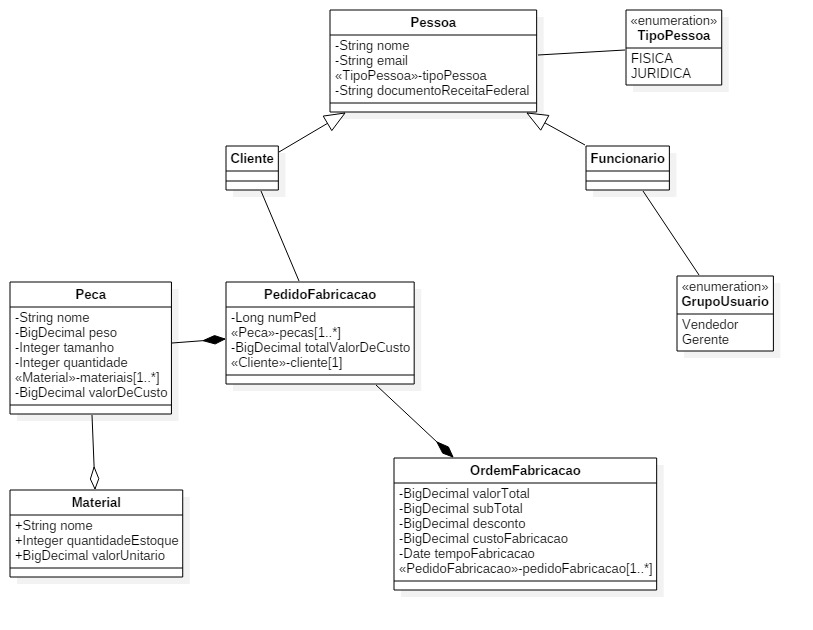 Pessoa
-String nome
-String email
«TipoPessoa»-tipoPessoa
-String documentoReceitaFederal
«enumeration»
TipoPessoa
FISICA
JURIDICA
Cliente
Funcionario
Peca
-String nome
-BigDecimal peso
-Integer tamanho
-Integer quantidade
«Material»-materiais[1..*]
-BigDecimal valorDeCusto
PedidoFabricacao
-Long numPed
«Peca»-pecas[1..*]
-BigDecimal totalValorDeCusto
«Cliente»-cliente[1]
«enumeration»
GrupoUsuario
Vendedor
Gerente
Material
+String nome
+Integer quantidadeEstoque
+BigDecimal valorUnitario
OrdemFabricacao
-BigDecimal valorTotal
-BigDecimal subTotal
-BigDecimal desconto
-BigDecimal custoFabricacao
-Date tempoFabricacao
«PedidoFabricacao»-pedidoFabricacao[1..*]